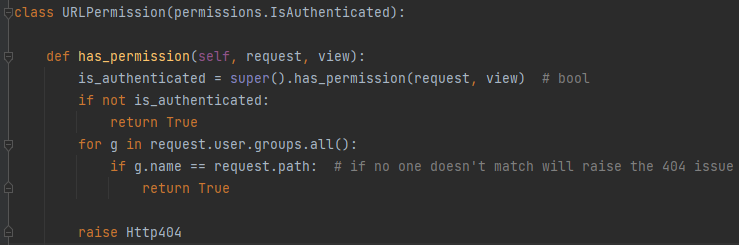 class URLPermission(permissions.IsAuthenticated):
def has_permission(self, request, view):
is_authenticated = super().has_permission(request, view)  # bool
if not is_authenticated:
return True
for g in request.user.groups.all():
if g.name == request.path:  # if no one doesn't match will raise the 404 issue
return True
raise Http404